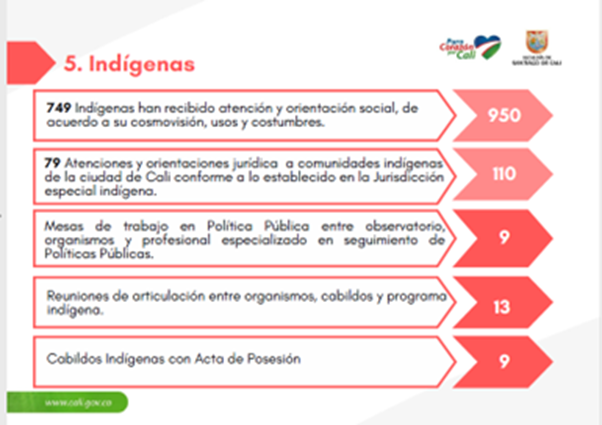 Puro
Corazón
por
Cali
ALCALDÍA DE
SANTIAGO DE CALI
5. Indígenas
749 Indígenas han recibido atención y orientación social, de
acuerdo a su cosmovisión, usos y costumbres.
950
79 Atenciones y orientaciones jurídica a comunidades indígenas
de la ciudad de Cali conforme a lo establecido en la Jurisdicción
especial indígena.
110
Mesas de trabajo en Política Pública entre observatorio,
organismos y profesional especializado en seguimiento de
Políticas Públicas.
9
Reuniones de articulación entre organismos, cabildos y programa
indígena.
13
Cabildos Indígenas con Acta de Posesión
9
www.cali.gov.co